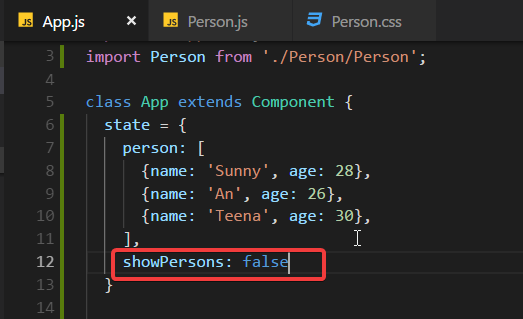 JS App.js × JS Person.js Person.css
3 import Person from './Person/Person';
4
5 class App extends Component {
6 state = {
7 person: [
8 {name: 'Sunny', age: 28},
9 {name: 'An', age: 26},
10 {name: 'Teena', age: 30},
11 ],
12 showPersons: false
13 }
14